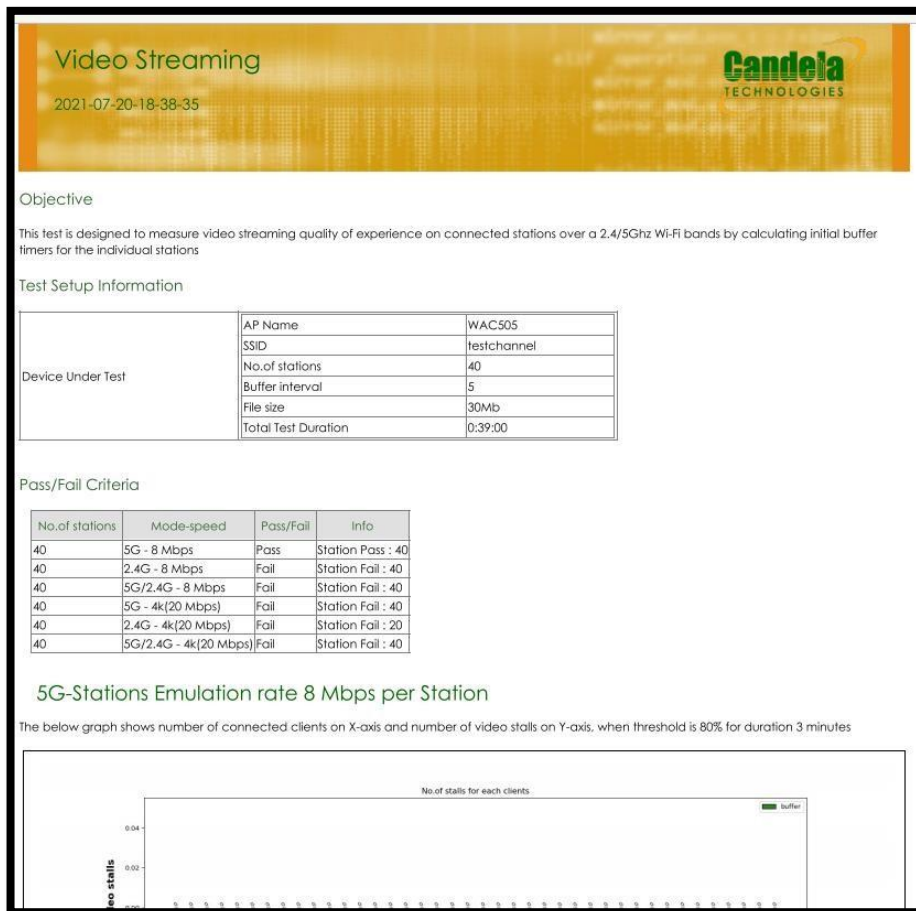 Video Streaming
Candela
TECHNOLOGIES
2021-07-20-18-38-35
Objective
This test is designed to measure video streaming quality of experience on connected stations over a 2.4/5Ghz Wi-Fi bands by calculating initial buffer
timers for the individual stations
Test Setup Information
Device Under Test
AP Name WAC505
SSID testchannel
No.of stations 40
Buffer interval 5
File size 30Mb
Total Test Duration 0:39:00
Pass/Fail Criteria
No.of stations Mode-speed Pass/Fail Info
40 5G - 8 Mbps Pass Station Pass : 40
40 2.4G - 8 Mbps Fail Station Fail : 40
40 5G/2.4G - 8 Mbps Fail Station Fail : 40
40 5G - 4k(20 Mbps) Fail Station Fail : 40
40 2.4G - 4k(20 Mbps) Fail Station Fail : 20
40 5G/2.4G - 4k(20 Mbps) Fail Station Fail : 40
5G-Stations Emulation rate 8 Mbps per Station
The below graph shows number of connected clients on X-axis and number of video stalls on Y-axis, when threshold is 80% for duration 3 minutes
No.of stalls for each clients
buffer
0.04
0.02
stalls